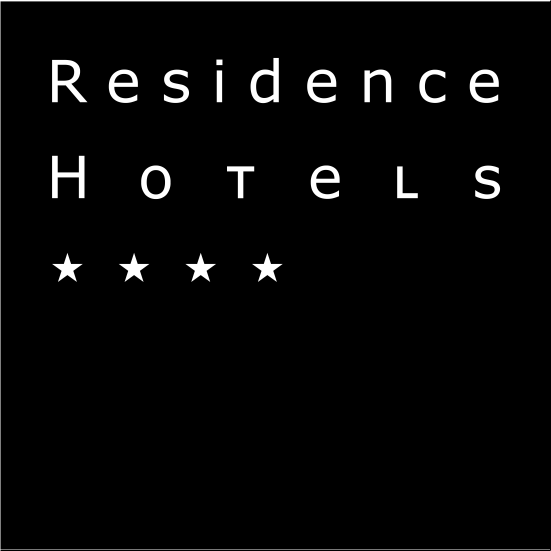 Residence
Hotels
★ ★ ★ ★